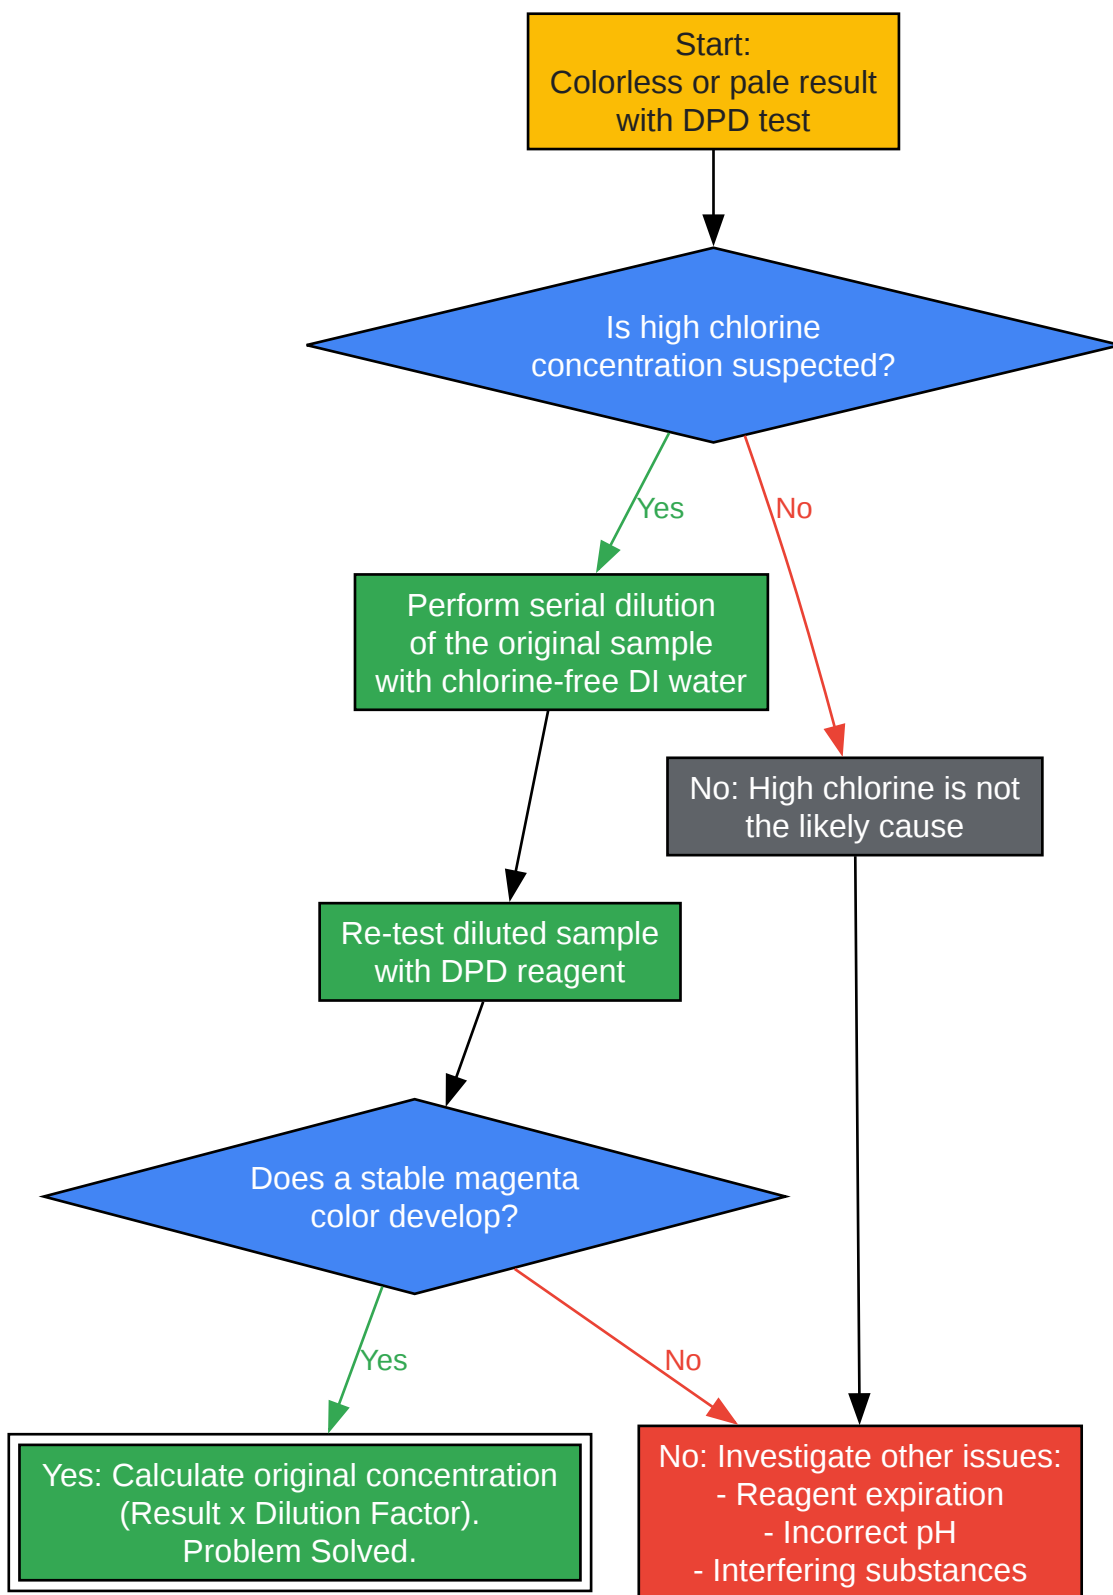 Start:
Colorless or pale result
with DPD test
Is high chlorine
concentration suspected?
Yes
No
Perform serial dilution
of the original sample
with chlorine-free DI water
No: High chlorine is not
the likely cause
Re-test diluted sample
with DPD reagent
Does a stable magenta
color develop?
Yes
No
Yes: Calculate original concentration
(Result x Dilution Factor).
Problem Solved.
No: Investigate other issues:
- Reagent expiration
- Incorrect pH
- Interfering substances